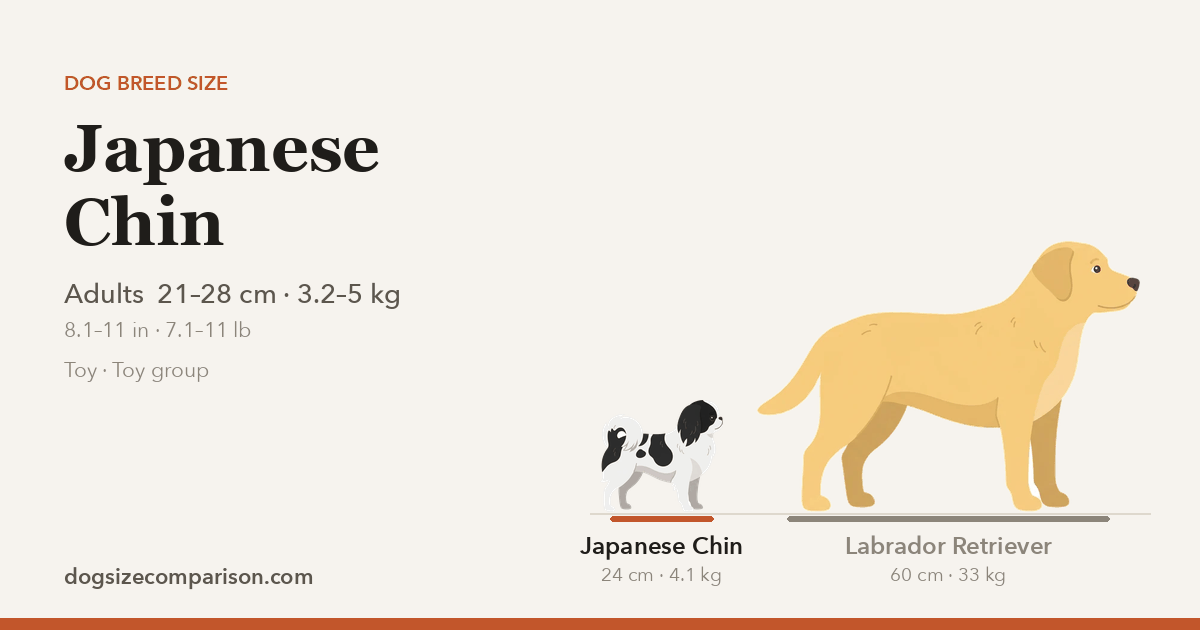 DOG BREED SIZE
Japanese
Chin
Adults 21–28 cm · 3.2–5 kg
8.1–11 in · 7.1–11 lb
Toy · Toy group
Japanese Chin
24 cm · 4.1 kg
Labrador Retriever
60 cm · 33 kg
dogsizecomparison.com